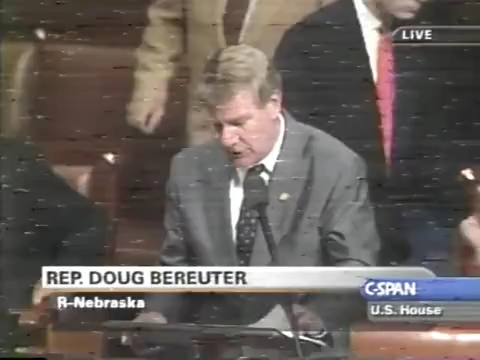 LIVE
REP. DOUG BEREUTER
R-Nebraska
C-SPAN
U.S. House